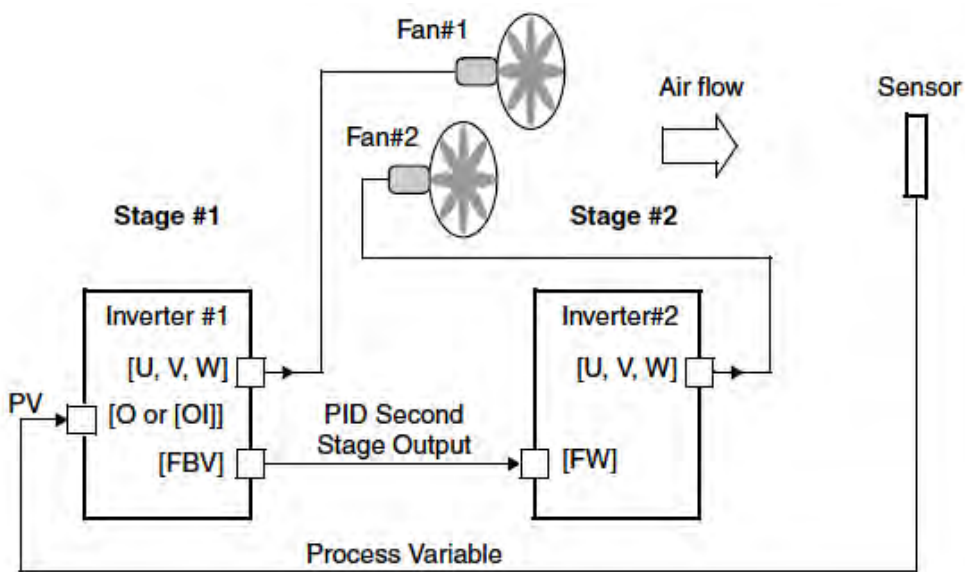 Fan#1
Air flow
Sensor
Fan#2
Stage #1
Stage #2
Inverter #1
Inverter#2
[U, V, W]
[U, V, W]
PV
[O or [OI]]
PID Second
Stage Output
[FBV]
[FW]
Process Variable